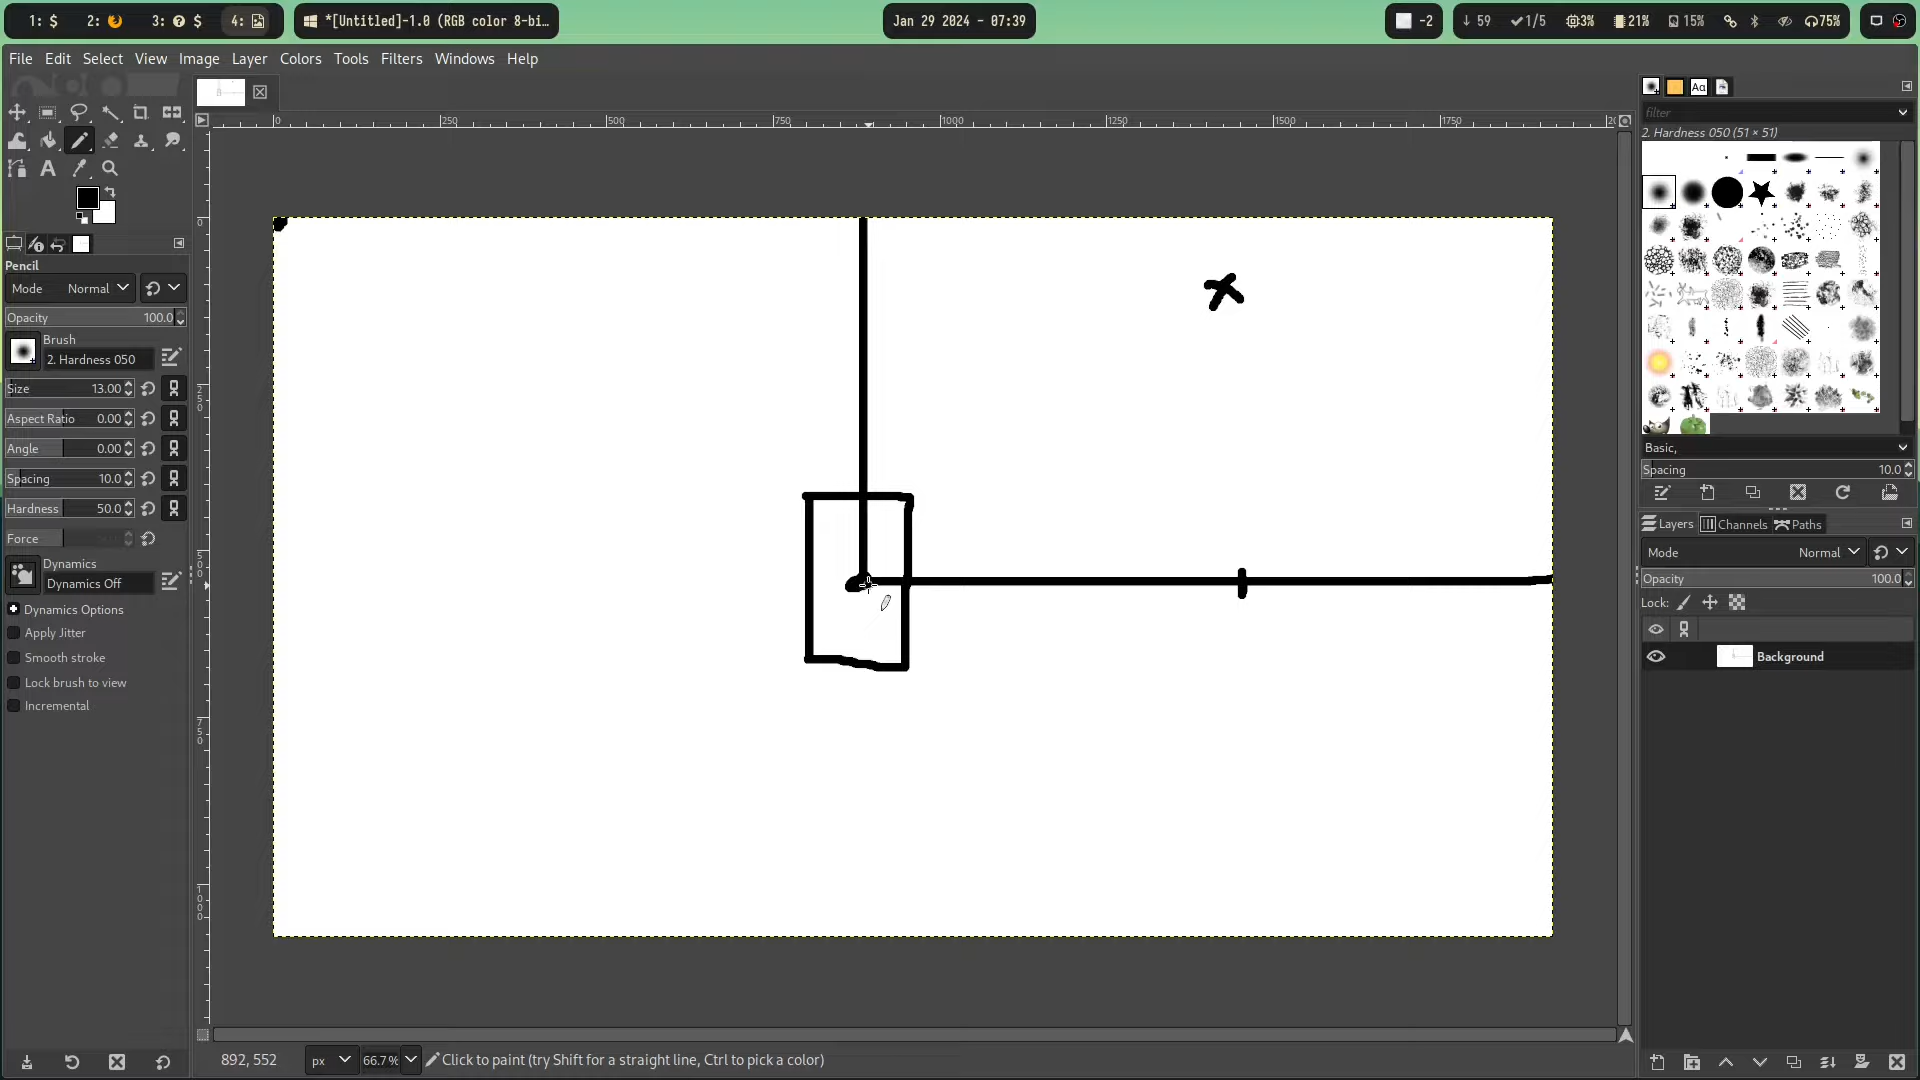 1: $ 2: 3: $ 4: *[Untitled]-1.0 (RGB color 8-bi… Jan 29 2024 - 07:39 -2 ↓ 59 ✓ 1/5 3% 21% 15% 75%
File Edit Select View Image Layer Colors Tools Filters Windows Help
Aa
filter
0 250 500 750 1000 1250 1500 1750
2. Hardness 050 (51 × 51)
Pencil
Mode Normal
Opacity 100.0
Brush
2. Hardness 050
Size 13.00
Aspect Ratio 0.00
Angle 0.00
Spacing 10.0
Hardness 50.0
Force
Dynamics
Dynamics Off
Dynamics Options
Apply Jitter
Smooth stroke
Lock brush to view
Incremental
0
250
500
750
1000
Basic,
Spacing 10.0
Layers Channels Paths
Mode Normal
Opacity 100.0
Lock:
Background
892, 552 px 66.7% Click to paint (try Shift for a straight line, Ctrl to pick a color)